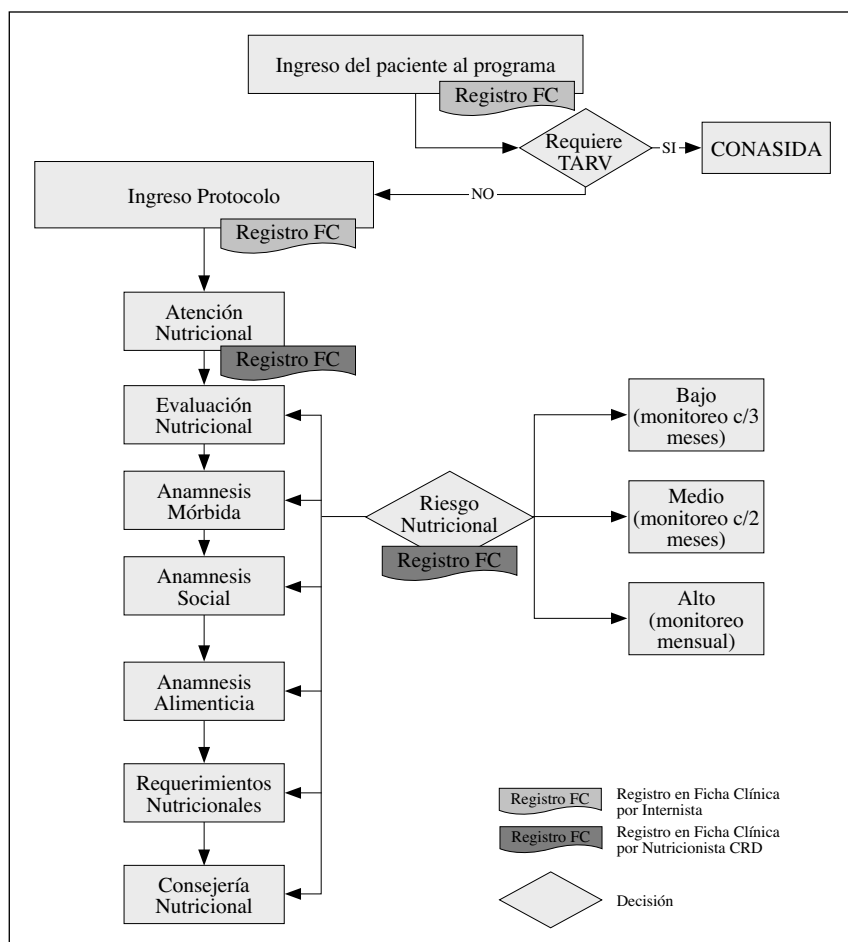 Ingreso del paciente al programa
Registro FC
Requiere
TARV
SI
CONASIDA
NO
Ingreso Protocolo
Registro FC
Atención
Nutricional
Registro FC
Evaluación
Nutricional
Anamnesis
Mórbida
Anamnesis
Social
Anamnesis
Alimenticia
Requerimientos
Nutricionales
Consejería
Nutricional
Riesgo
Nutricional
Registro FC
Bajo
(monitoreo c/3
meses)
Medio
(monitoreo c/2
meses)
Alto
(monitoreo
mensual)
Registro FC
Registro en Ficha Clínica
por Internista
Registro FC
Registro en Ficha Clínica
por Nutricionista CRD
Decisión